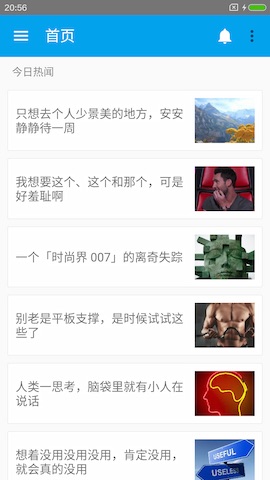 20:56
首页
今日热闻
只想去个人少景美的地方，安安
静静待一周
我想要这个、这个和那个，可是
好羞耻啊
一个「时尚界 007」的离奇失踪
别老是平板支撑，是时候试试这
些了
人类一思考，脑袋里就有小人在
说话
想着没用没用没用，肯定没用，
就会真的没用
USEFUL
USELESS